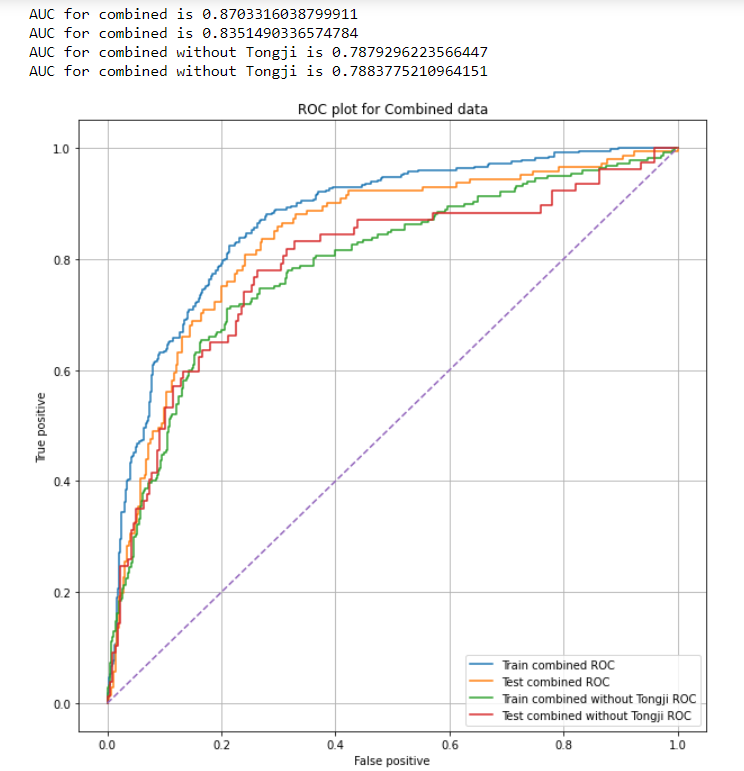 AUC for combined is 0.8703316038799911
AUC for combined is 0.8351490336574784
AUC for combined without Tongji is 0.7879296223566447
AUC for combined without Tongji is 0.7883775210964151
ROC plot for Combined data
1.0
0.8
0.6
0.4
0.2
0.0
True positive
Train combined ROC
Test combined ROC
Train combined without Tongji ROC
Test combined without Tongji ROC
0.0 0.2 0.4 0.6 0.8 1.0
False positive